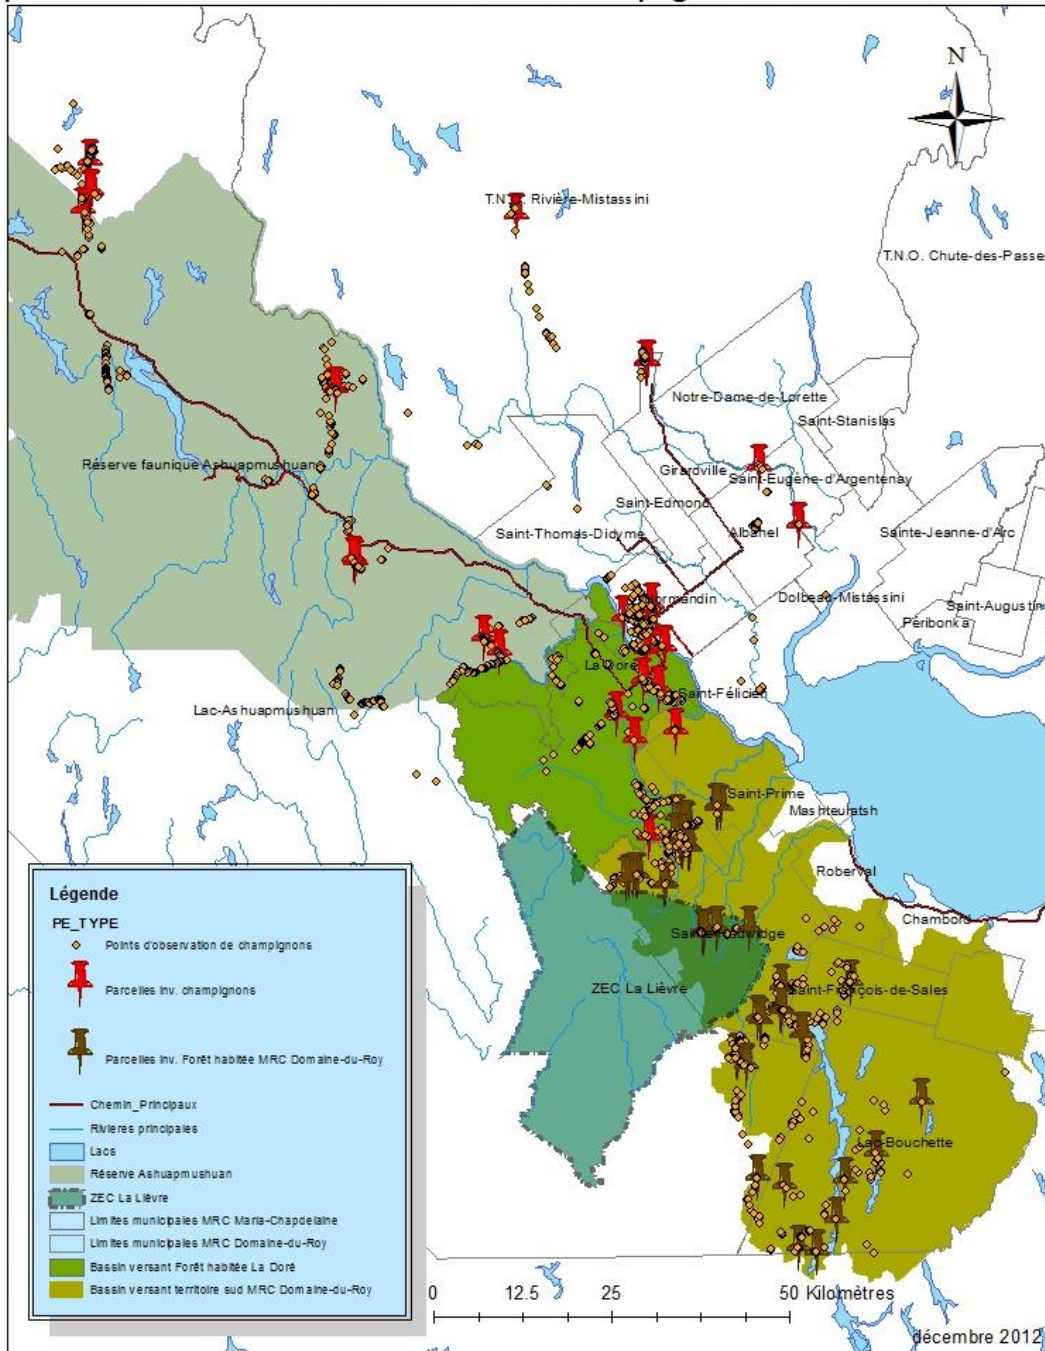 N
T.N. Rivière-Mistassini
T.N.O. Chute-des-Passe
Notre-Dame-de-Lorette
Saint-Stanislas
Réserve faunique Ashuapmushuan
Girardville
Saint-Eugène-d'Argentenay
Saint-Edmond
Saint-Thomas-Didyme
Albanel
Sainte-Jeanne-d'Arc
Normandin
Dolbeau-Mistassini
Saint-Augustin
Péribonka
La Doré
Saint-Félicien
Lac-Ashuapmushuan
Saint-Prime
Mashteuiatsh
Roberval
Chambord
Sainte-Hedwidge
ZEC La Lièvre
Saint-François-de-Sales
Lac-Bouchette
Légende
PE_TYPE
Points d'observation de champignons
Parcelles Inv. champignons
Parcelles Inv. Forêt habitée MRC Domaine-du-Roy
Chemin_Principaux
Rivieres principales
Lacs
Réserve Ashuapmushuan
ZEC La Lièvre
Limites municipales MRC Maria-Chapdelaine
Limites municipales MRC Domaine-du-Roy
Bassin versant Forêt habitée La Doré
Bassin versant territoire sud MRC Domaine-du-Roy
0 12.5 25 50 Kilomètres
décembre 2012